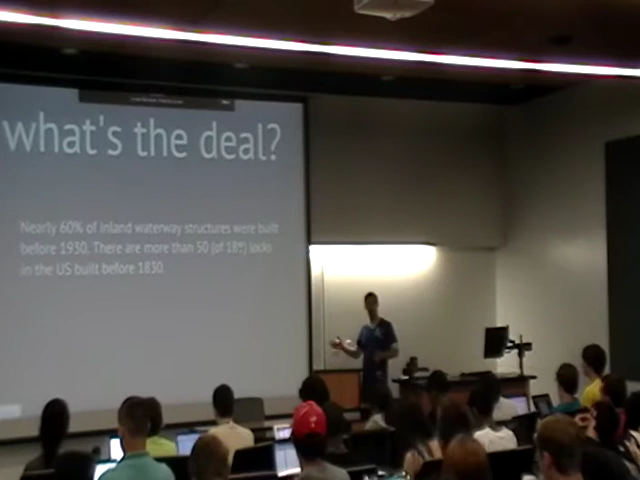 what's the deal?
Nearly 60% of inland waterway structures were built
before 1930. There are more than 50 (of 18?) locks
in the US built before 1830.